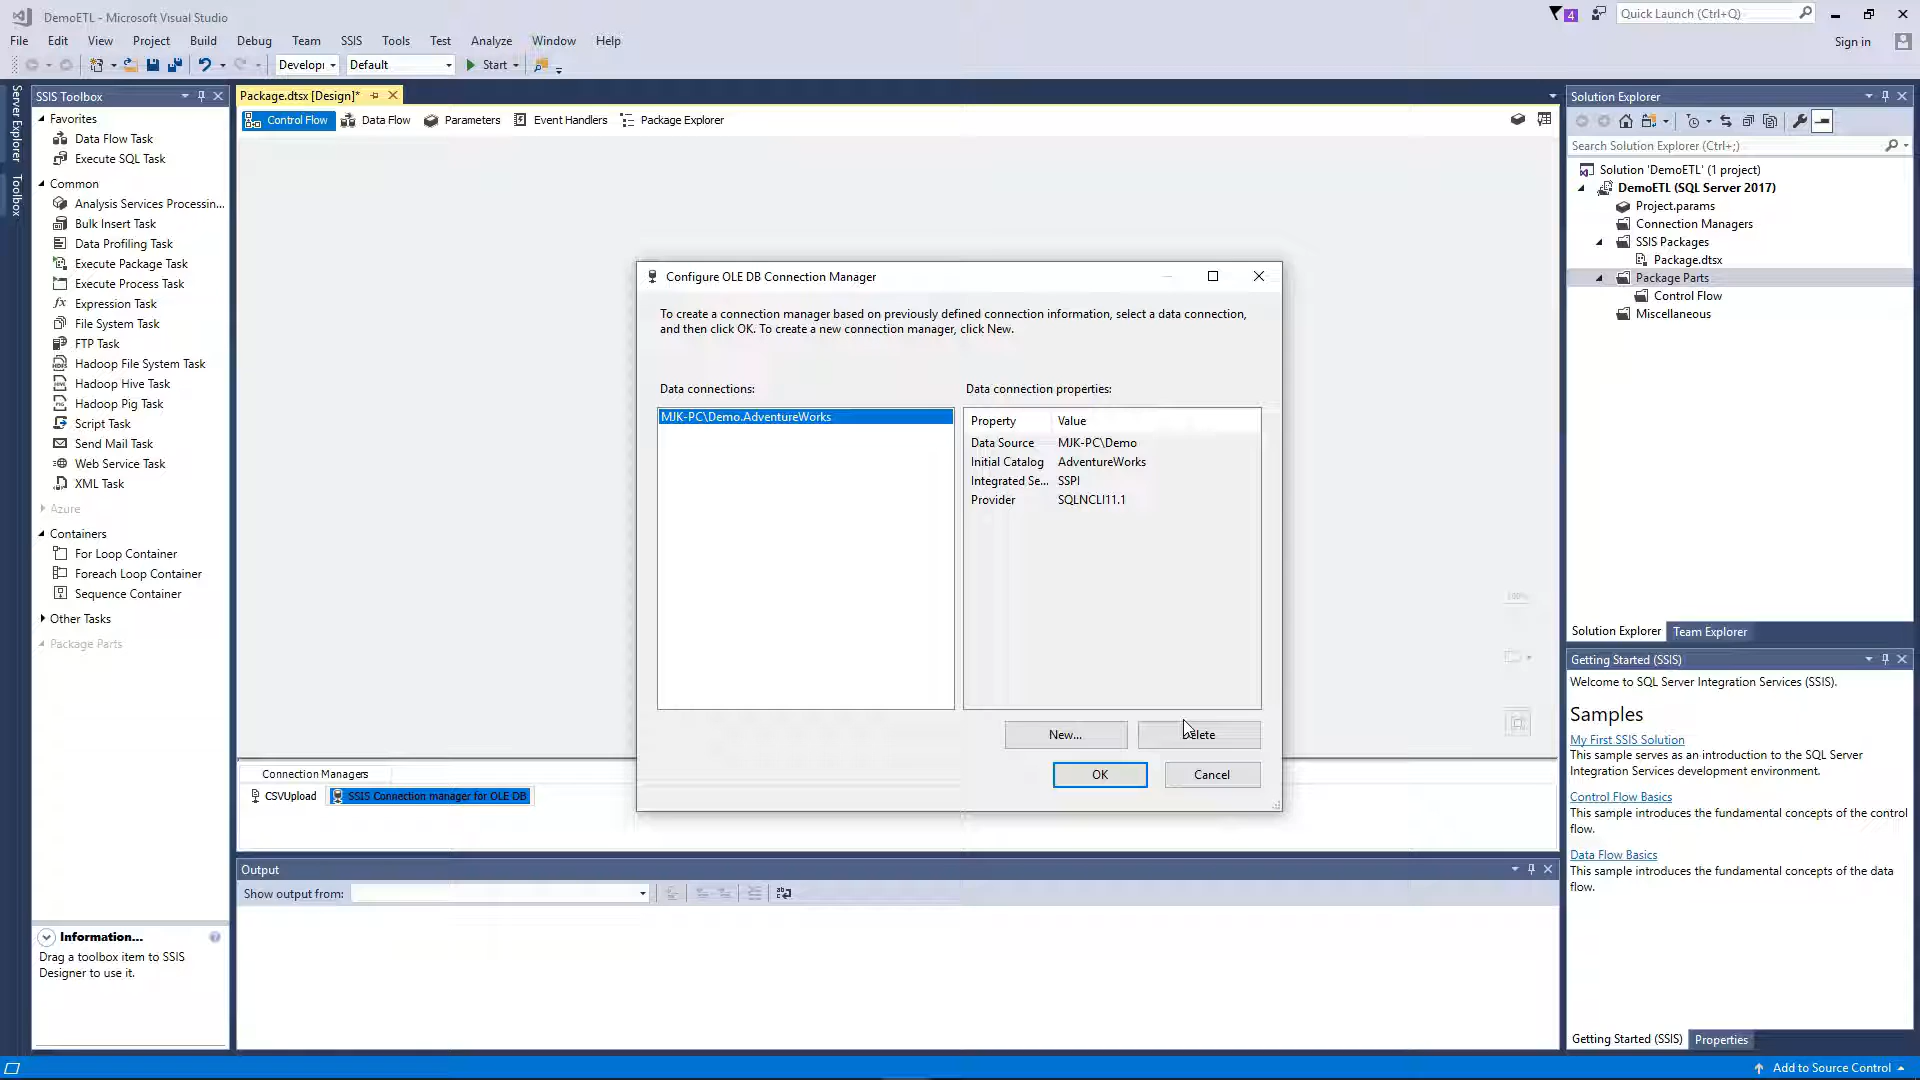 DemoETL - Microsoft Visual Studio
4
Quick Launch (Ctrl+Q)
File Edit View Project Build Debug Team SSIS Tools Test Analyze Window Help
Sign in
Develop Default Start
Server Explorer
Toolbox
SSIS Toolbox
Favorites
Data Flow Task
Execute SQL Task
Common
Analysis Services Processin...
Bulk Insert Task
Data Profiling Task
Execute Package Task
Execute Process Task
Expression Task
File System Task
FTP Task
Hadoop File System Task
Hadoop Hive Task
Hadoop Pig Task
Script Task
Send Mail Task
Web Service Task
XML Task
Azure
Containers
For Loop Container
Foreach Loop Container
Sequence Container
Other Tasks
Package Parts
Information...
Drag a toolbox item to SSIS
Designer to use it.
Package.dtsx [Design]*
Control Flow Data Flow Parameters Event Handlers Package Explorer
Configure OLE DB Connection Manager
To create a connection manager based on previously defined connection information, select a data connection,
and then click OK. To create a new connection manager, click New.
Data connections: Data connection properties:
MJK-PC\Demo.AdventureWorks
Property Value
Data Source MJK-PC\Demo
Initial Catalog AdventureWorks
Integrated Se... SSPI
Provider SQLNCLI11.1
New... Delete
OK Cancel
100%
Connection Managers
CSVUpload SSIS Connection manager for OLE DB
Output
Show output from:
Solution Explorer
Search Solution Explorer (Ctrl+;)
Solution 'DemoETL' (1 project)
DemoETL (SQL Server 2017)
Project.params
Connection Managers
SSIS Packages
Package.dtsx
Package Parts
Control Flow
Miscellaneous
Solution Explorer Team Explorer
Getting Started (SSIS)
Welcome to SQL Server Integration Services (SSIS).
Samples
My First SSIS Solution
This sample serves as an introduction to the SQL Server
Integration Services development environment.
Control Flow Basics
This sample introduces the fundamental concepts of the control
flow.
Data Flow Basics
This sample introduces the fundamental concepts of the data
flow.
Getting Started (SSIS) Properties
Add to Source Control